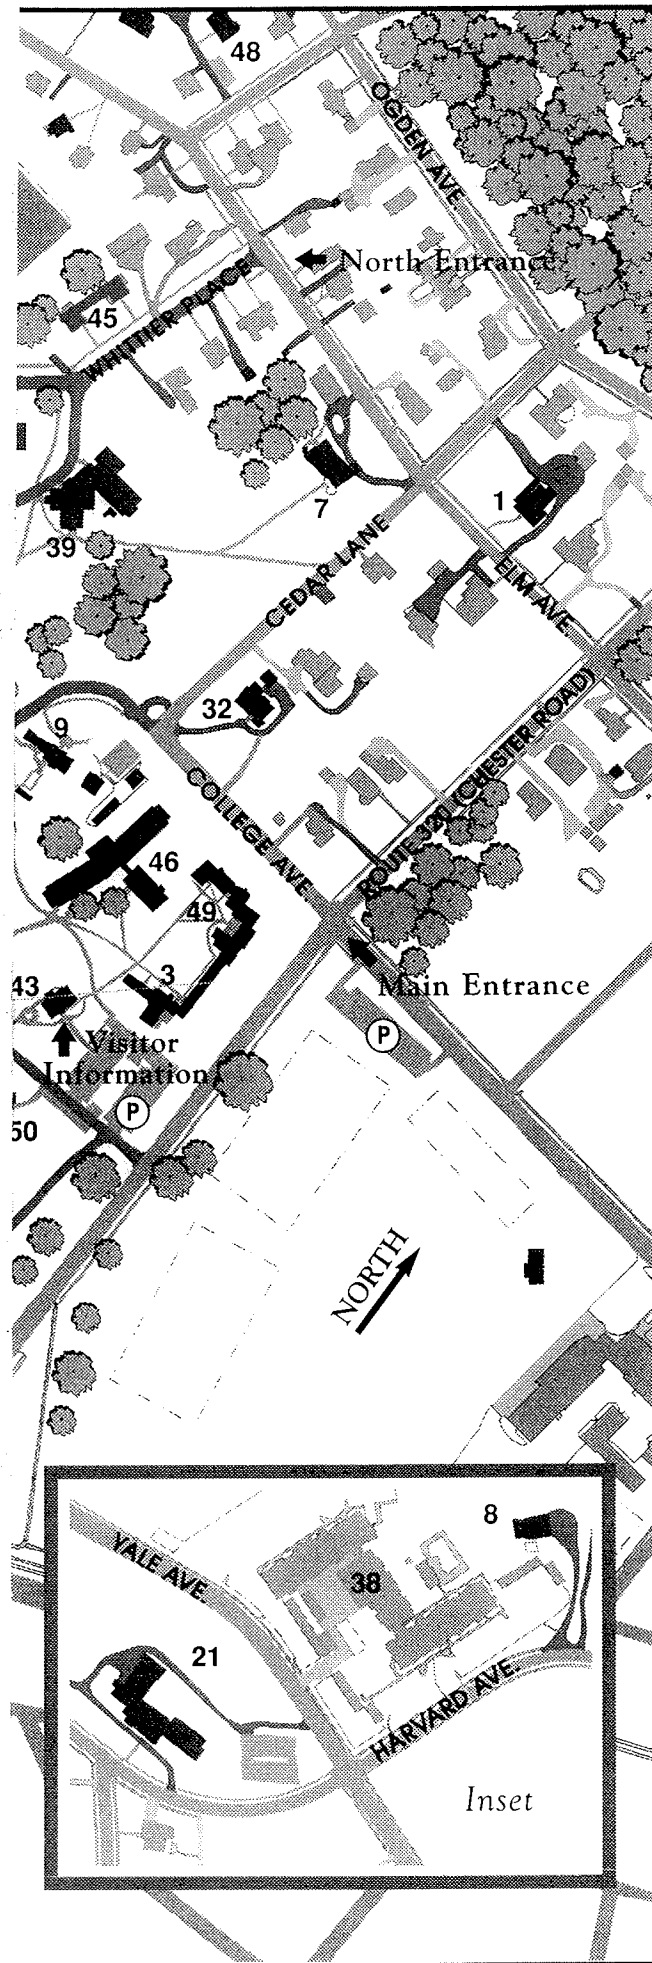 48
OGDEN AVE.
North Entrance
45
WHITTIER PLACE
7
1
39
CEDAR LANE
ELM AVE.
32
9
ROUTE 320 (CHESTER ROAD)
COLLEGE AVE.
46
49
3
43
Main Entrance
Visitor
Information
P
P
50
NORTH
8
YALE AVE.
38
21
HARVARD AVE.
Inset